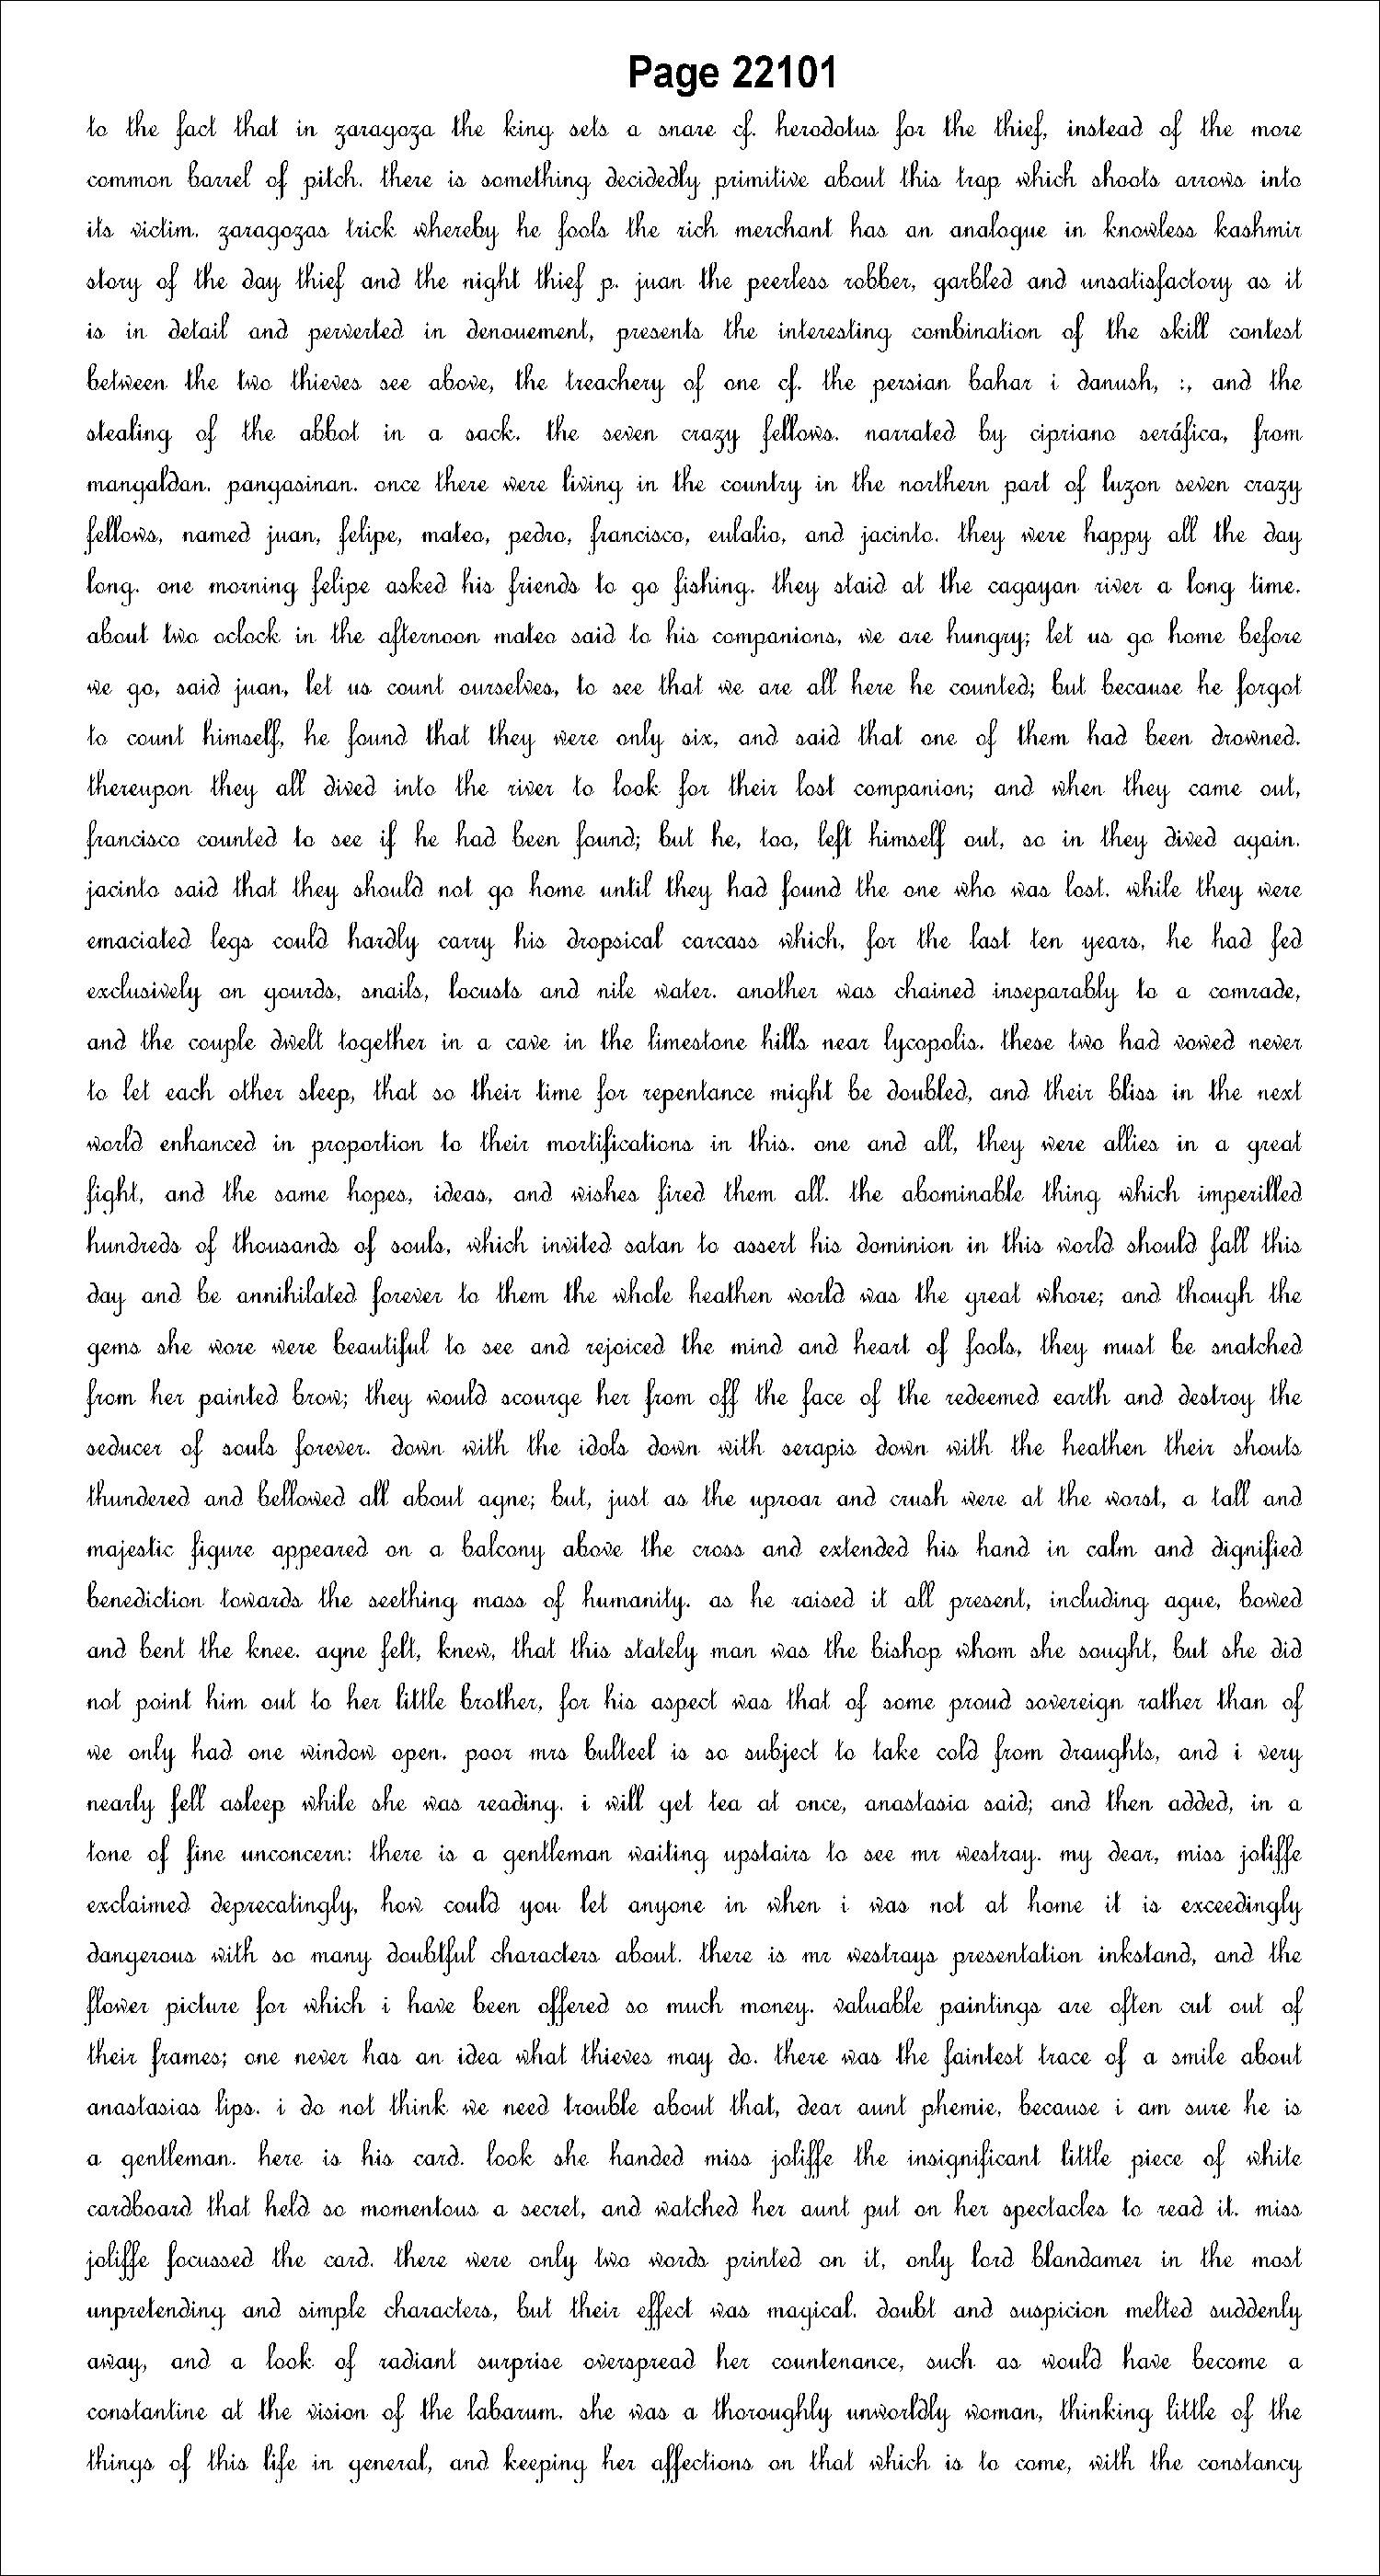 Page 22101
to the fact that in zaragoza the king sets a snare cf. herodotus for the thief, instead of the more
common barrel of pitch. there is something decidedly primitive about this trap which shoots arrows into
its victim. zaragozas trick whereby he fools the rich merchant has an analogue in knowless kashmir
story of the day thief and the night thief p. juan the peerless robber, garbled and unsatisfactory as it
is in detail and perverted in denouement, presents the interesting combination of the skill contest
between the two thieves see above, the treachery of one cf. the persian bahar i danush, :, and the
stealing of the abbot in a sack. the seven crazy fellows. narrated by cipriano seráfica, from
mangaldan. pangasinan. once there were living in the country in the northern part of luzon seven crazy
fellows, named juan, felipe, mateo, pedro, francisco, eulalio, and jacinto. they were happy all the day
long. one morning felipe asked his friends to go fishing. they staid at the cagayan river a long time.
about two oclock in the afternoon mateo said to his companions, we are hungry; let us go home before
we go, said juan, let us count ourselves, to see that we are all here he counted; but because he forgot
to count himself, he found that they were only six, and said that one of them had been drowned.
thereupon they all dived into the river to look for their lost companion; and when they came out,
francisco counted to see if he had been found; but he, too, left himself out, so in they dived again.
jacinto said that they should not go home until they had found the one who was lost. while they were
emaciated legs could hardly carry his dropsical carcass which, for the last ten years, he had fed
exclusively on gourds, snails, locusts and nile water. another was chained inseparably to a comrade,
and the couple dwelt together in a cave in the limestone hills near lycopolis. these two had vowed never
to let each other sleep, that so their time for repentance might be doubled, and their bliss in the next
world enhanced in proportion to their mortifications in this. one and all, they were allies in a great
fight, and the same hopes, ideas, and wishes fired them all. the abominable thing which imperilled
hundreds of thousands of souls, which invited satan to assert his dominion in this world should fall this
day and be annihilated forever to them the whole heathen world was the great whore; and though the
gems she wore were beautiful to see and rejoiced the mind and heart of fools, they must be snatched
from her painted brow; they would scourge her from off the face of the redeemed earth and destroy the
seducer of souls forever. down with the idols down with serapis down with the heathen their shouts
thundered and bellowed all about agne; but, just as the uproar and crush were at the worst, a tall and
majestic figure appeared on a balcony above the cross and extended his hand in calm and dignified
benediction towards the seething mass of humanity. as he raised it all present, including ague, bowed
and bent the knee. agne felt, knew, that this stately man was the bishop whom she sought, but she did
not point him out to her little brother, for his aspect was that of some proud sovereign rather than of
we only had one window open. poor mrs bulteel is so subject to take cold from draughts, and i very
nearly fell asleep while she was reading. i will get tea at once, anastasia said; and then added, in a
tone of fine unconcern: there is a gentleman waiting upstairs to see mr westray. my dear, miss joliffe
exclaimed deprecatingly, how could you let anyone in when i was not at home it is exceedingly
dangerous with so many doubtful characters about. there is mr westrays presentation inkstand, and the
flower picture for which i have been offered so much money. valuable paintings are often cut out of
their frames; one never has an idea what thieves may do. there was the faintest trace of a smile about
anastasias lips. i do not think we need trouble about that, dear aunt phemie, because i am sure he is
a gentleman. here is his card. look she handed miss joliffe the insignificant little piece of white
cardboard that held so momentous a secret, and watched her aunt put on her spectacles to read it. miss
joliffe focussed the card. there were only two words printed on it, only lord blandamer in the most
unpretending and simple characters, but their effect was magical. doubt and suspicion melted suddenly
away, and a look of radiant surprise overspread her countenance, such as would have become a
constantine at the vision of the labarum. she was a thoroughly unworldly woman, thinking little of the
things of this life in general, and keeping her affections on that which is to come, with the constancy